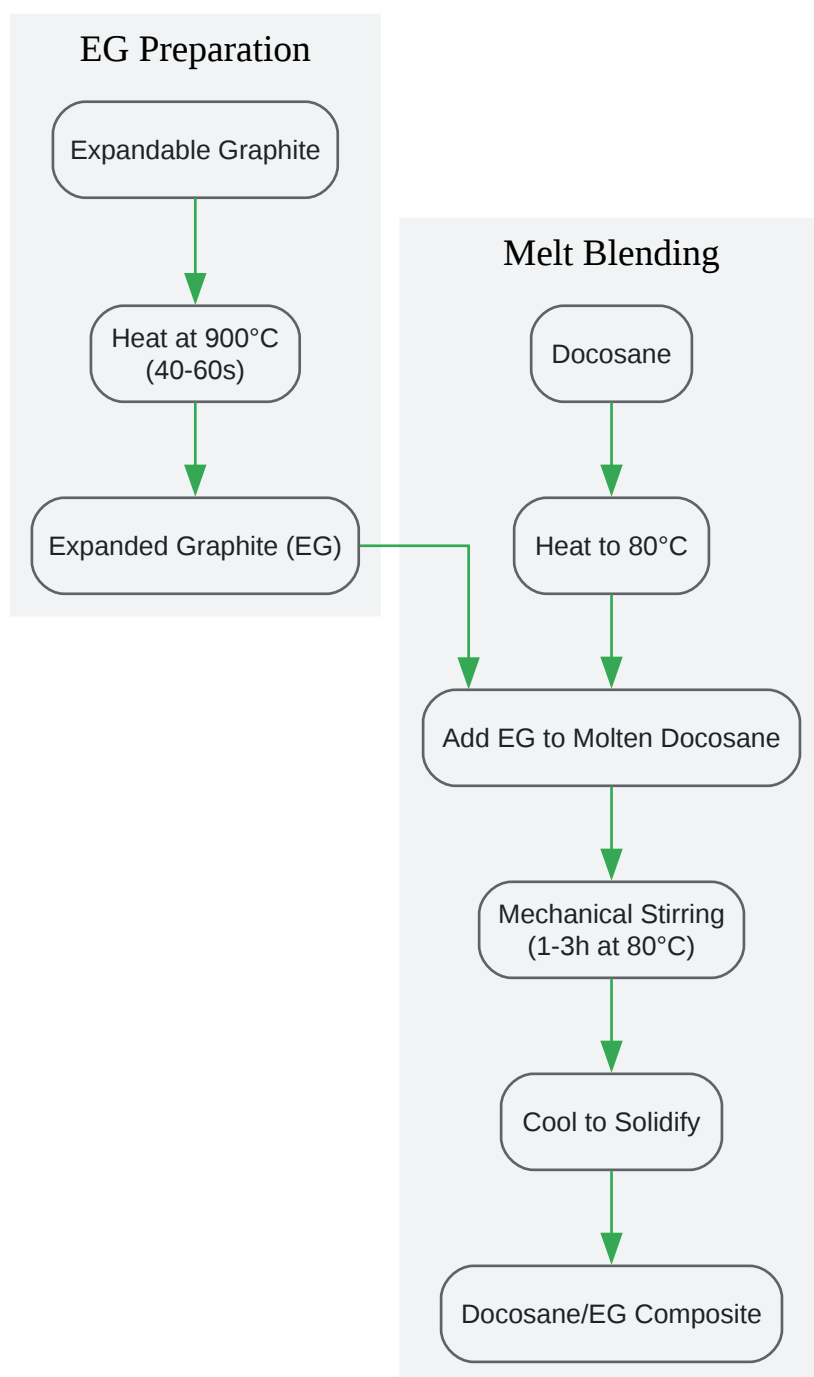 EG Preparation
Expandable Graphite
Heat at 900°C
(40-60s)
Expanded Graphite (EG)
Melt Blending
Docosane
Heat to 80°C
Add EG to Molten Docosane
Mechanical Stirring
(1-3h at 80°C)
Cool to Solidify
Docosane/EG Composite